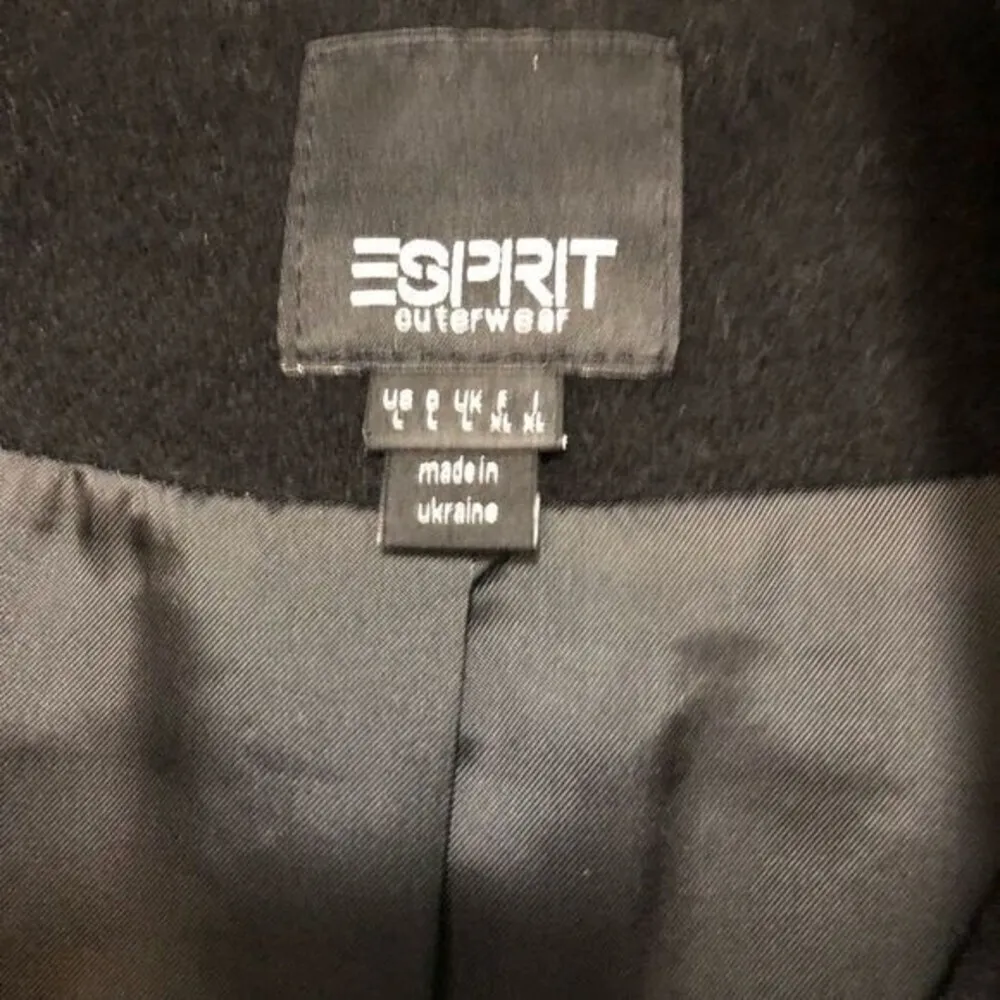 ESPRIT
outerwear
US D UK F I
L L L XL XL
made in
ukraine